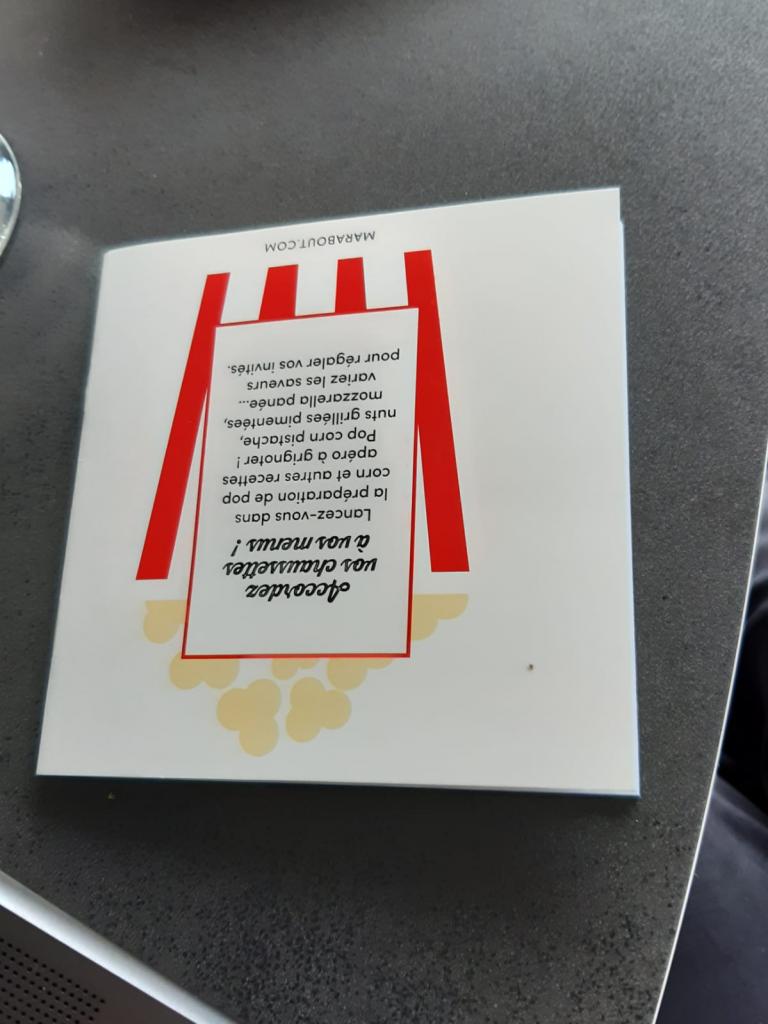 Accordez
vos chaussettes
à vos menus !
Lancez-vous dans
la préparation de pop
corn et autres recettes
apéro à grignoter !
Pop corn pistache,
nuts grillées pimentées,
mozzarella panée...
variez les saveurs
pour régaler vos invités.
MARABOUT.COM